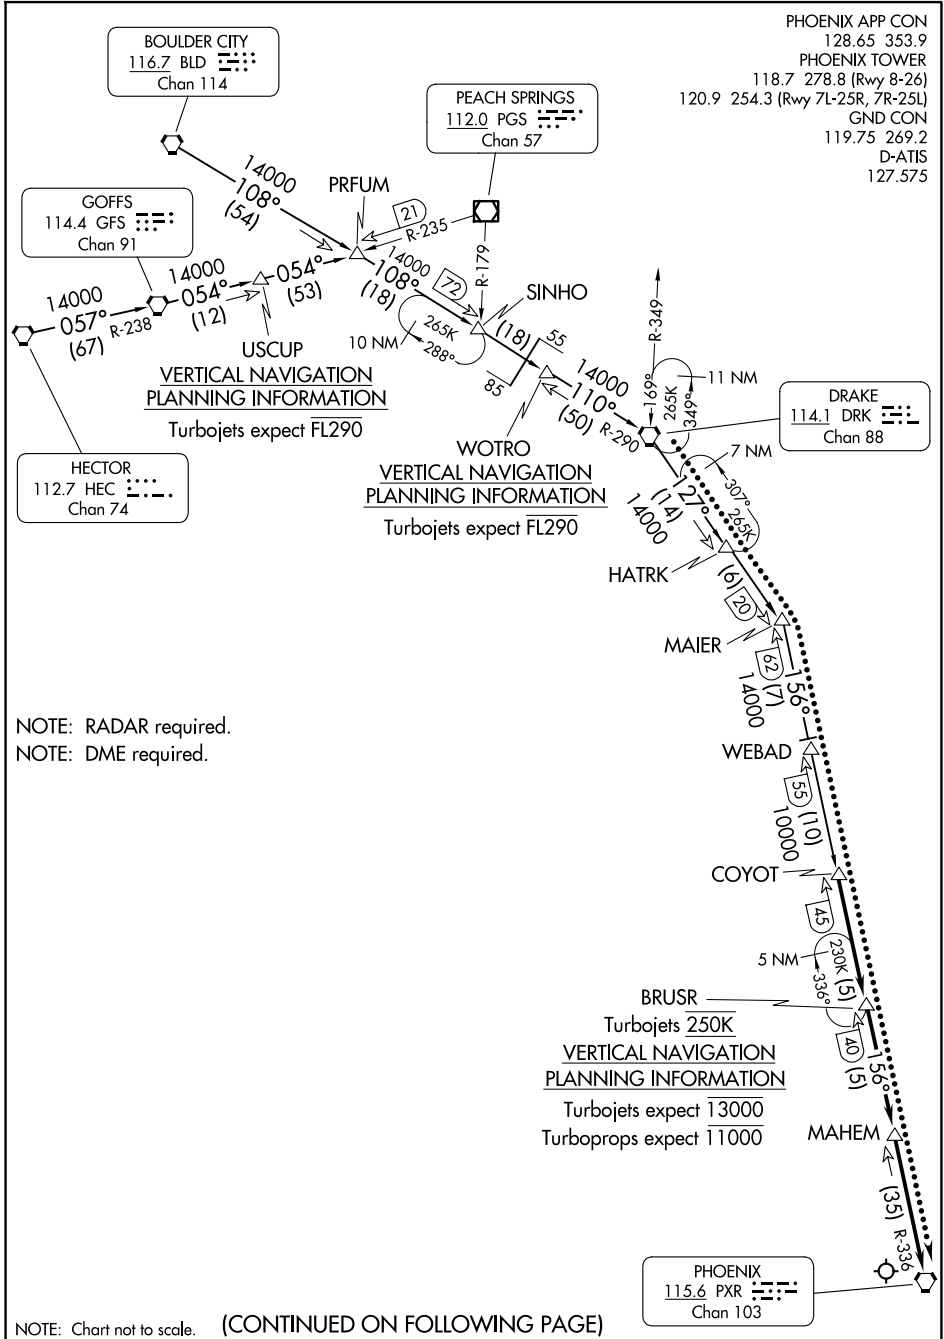 PHOENIX APP CON
128.65 353.9
PHOENIX TOWER
118.7 278.8 (Rwy 8-26)
120.9 254.3 (Rwy 7L-25R, 7R-25L)
GND CON
119.75 269.2
D-ATIS
127.575
BOULDER CITY
116.7 BLD
Chan 114
PEACH SPRINGS
112.0 PGS
Chan 57
14000
108°
(54)
PRFUM
21
R-235
R-179
GOFFS
114.4 GFS
Chan 91
14000
057°
(67)
R-238
14000
054°
(12)
054°
(53)
14000
108°
(18)
72
SINHO
265K
288°
10 NM
(18)
55
85
USCUP
VERTICAL NAVIGATION
PLANNING INFORMATION
Turbojets expect FL290
14000
110°
(50)
R-290
R-349
169°
265K
349°
11 NM
DRAKE
114.1 DRK
Chan 88
WOTRO
VERTICAL NAVIGATION
PLANNING INFORMATION
Turbojets expect FL290
HECTOR
112.7 HEC
Chan 74
7 NM
307°
265K
127°
(14)
14000
HATRK
(6)
20
MAIER
62
(7)
14000
156°
NOTE: RADAR required.
NOTE: DME required.
WEBAD
55
(10)
10000
COYOT
45
5 NM
230K
336°
(5)
BRUSR
Turbojets 250K
VERTICAL NAVIGATION
PLANNING INFORMATION
Turbojets expect 13000
Turboprops expect 11000
40
(5)
156°
MAHEM
(35)
R-336
PHOENIX
115.6 PXR
Chan 103
NOTE: Chart not to scale.
(CONTINUED ON FOLLOWING PAGE)